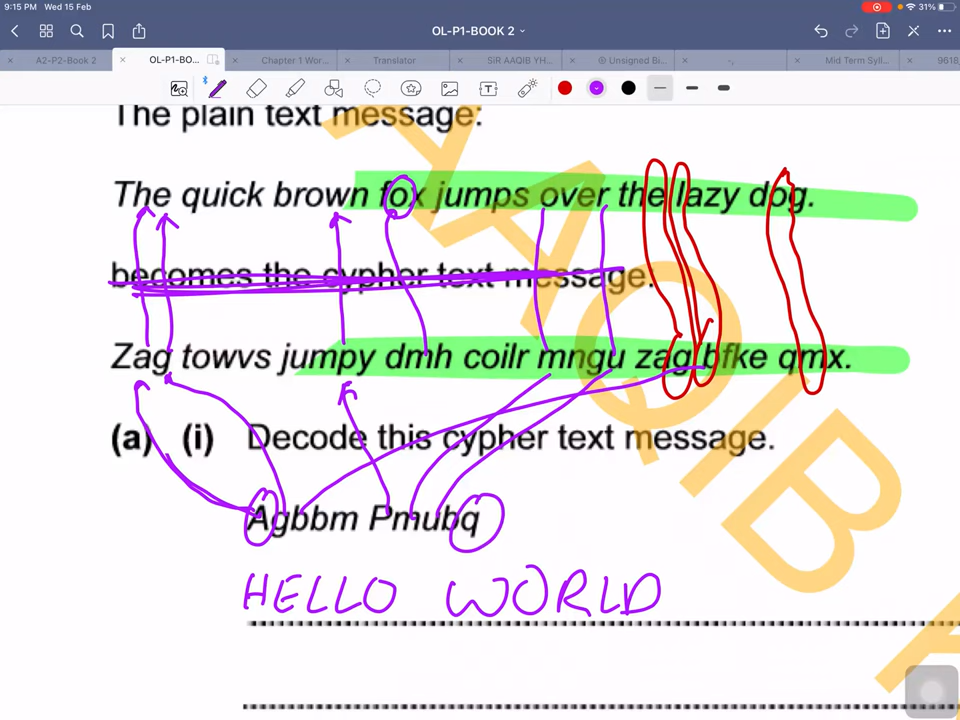 9:15 PM Wed 15 Feb
31%
OL-P1-BOOK 2
A2-P2-Book 2
OL-P1-BO...
Chapter 1 Wor...
Translator
SiR AAQIB YH...
Unsigned Bi...
Mid Term Syll...
9618
The plain text message:
The quick brown fox jumps over the lazy dog.
becomes the cypher text message:
Zag towvs jumpy dmh coilr mngu zag bfke qmx.
(a) (i) Decode this cypher text message.
Agbbm Pmubq
HELLO WORLD
AAQIB